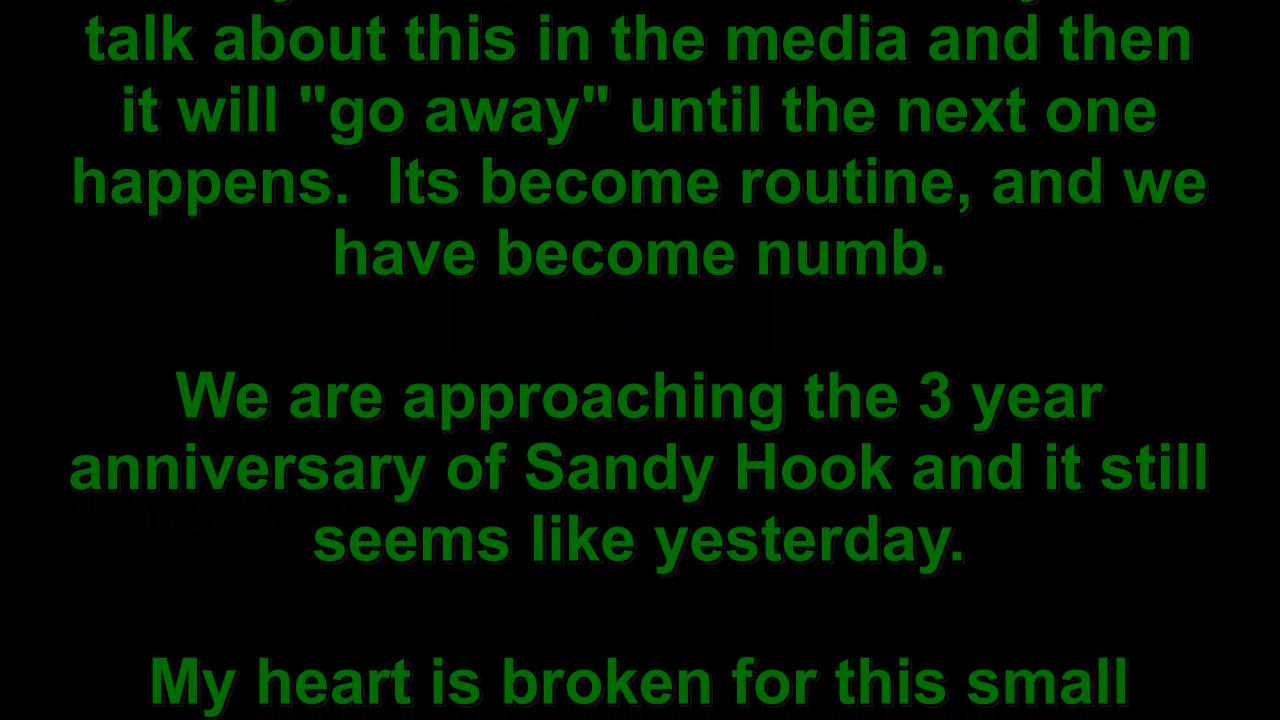 talk about this in the media and then
it will "go away" until the next one
happens.  Its become routine, and we
have become numb.
We are approaching the 3 year
anniversary of Sandy Hook and it still
seems like yesterday.
My heart is broken for this small